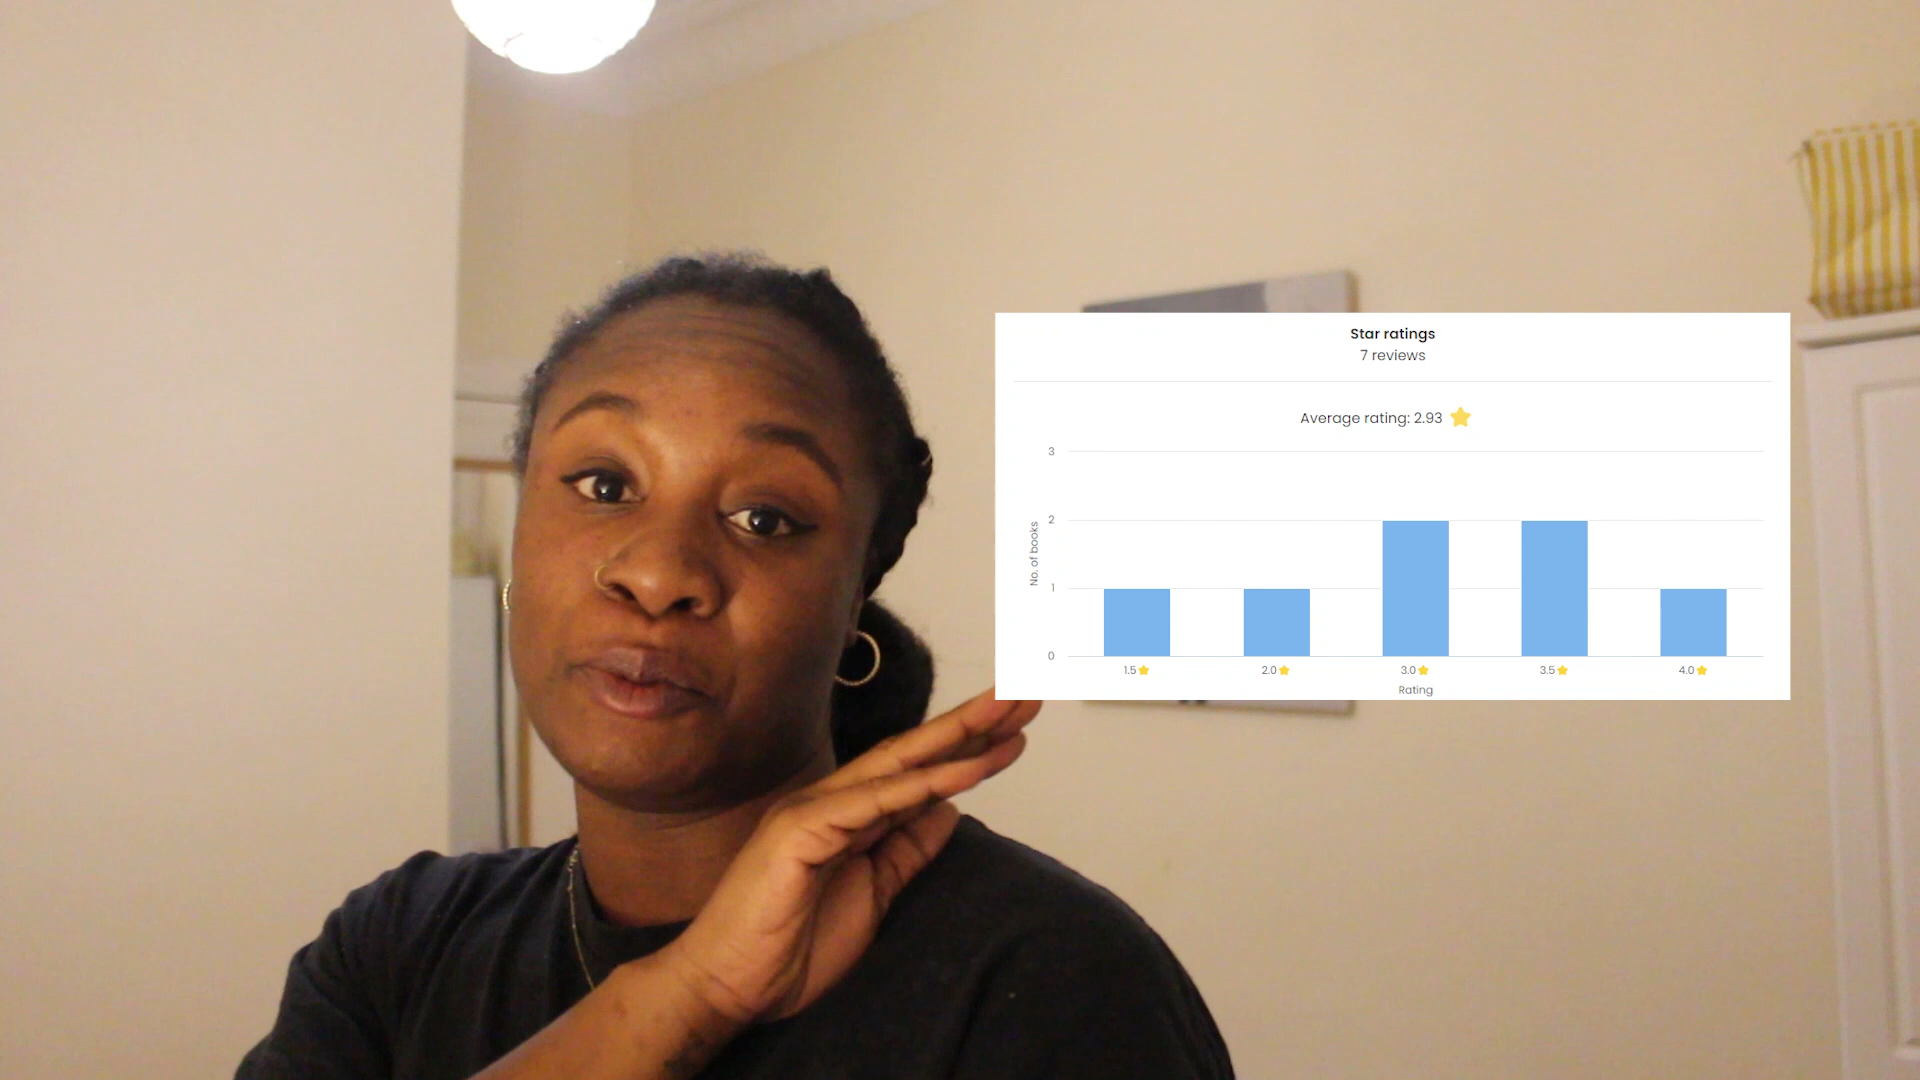 Star ratings
7 reviews
Average rating: 2.93
3
2
1
0
No. of books
1.5
2.0
3.0
3.5
4.0
Rating